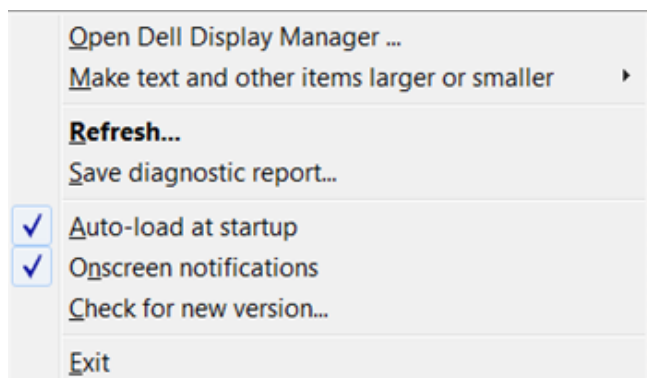 Open Dell Display Manager ...
Make text and other items larger or smaller
Refresh...
Save diagnostic report...
Auto-load at startup
Onscreen notifications
Check for new version...
Exit